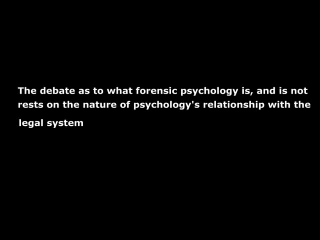 The debate as to what forensic psychology is, and is not
rests on the nature of psychology's relationship with the
legal system